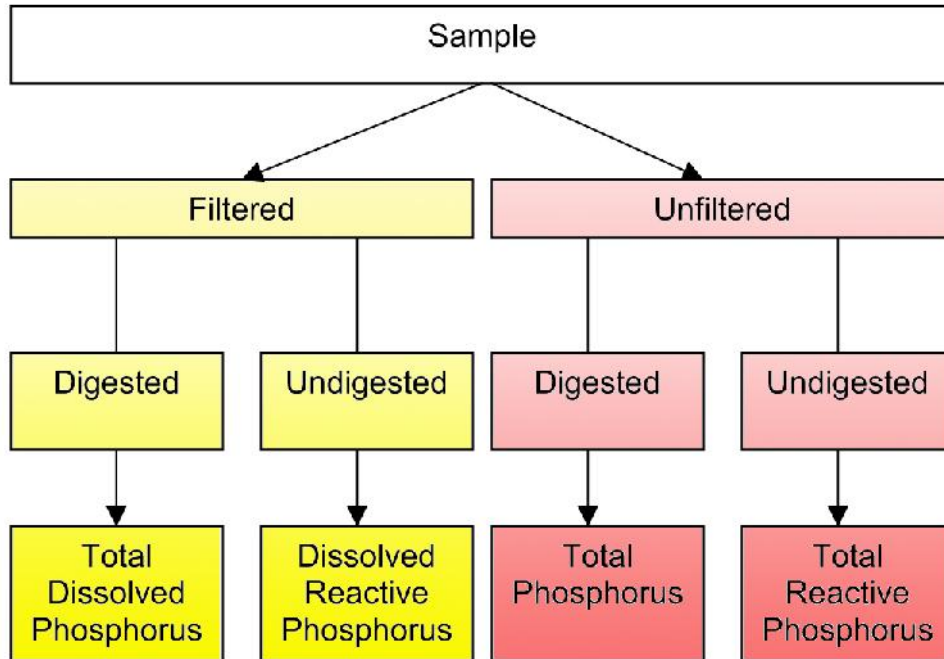 Sample
Filtered
Unfiltered
Digested
Undigested
Digested
Undigested
Total
Dissolved
Phosphorus
Dissolved
Reactive
Phosphorus
Total
Phosphorus
Total
Reactive
Phosphorus